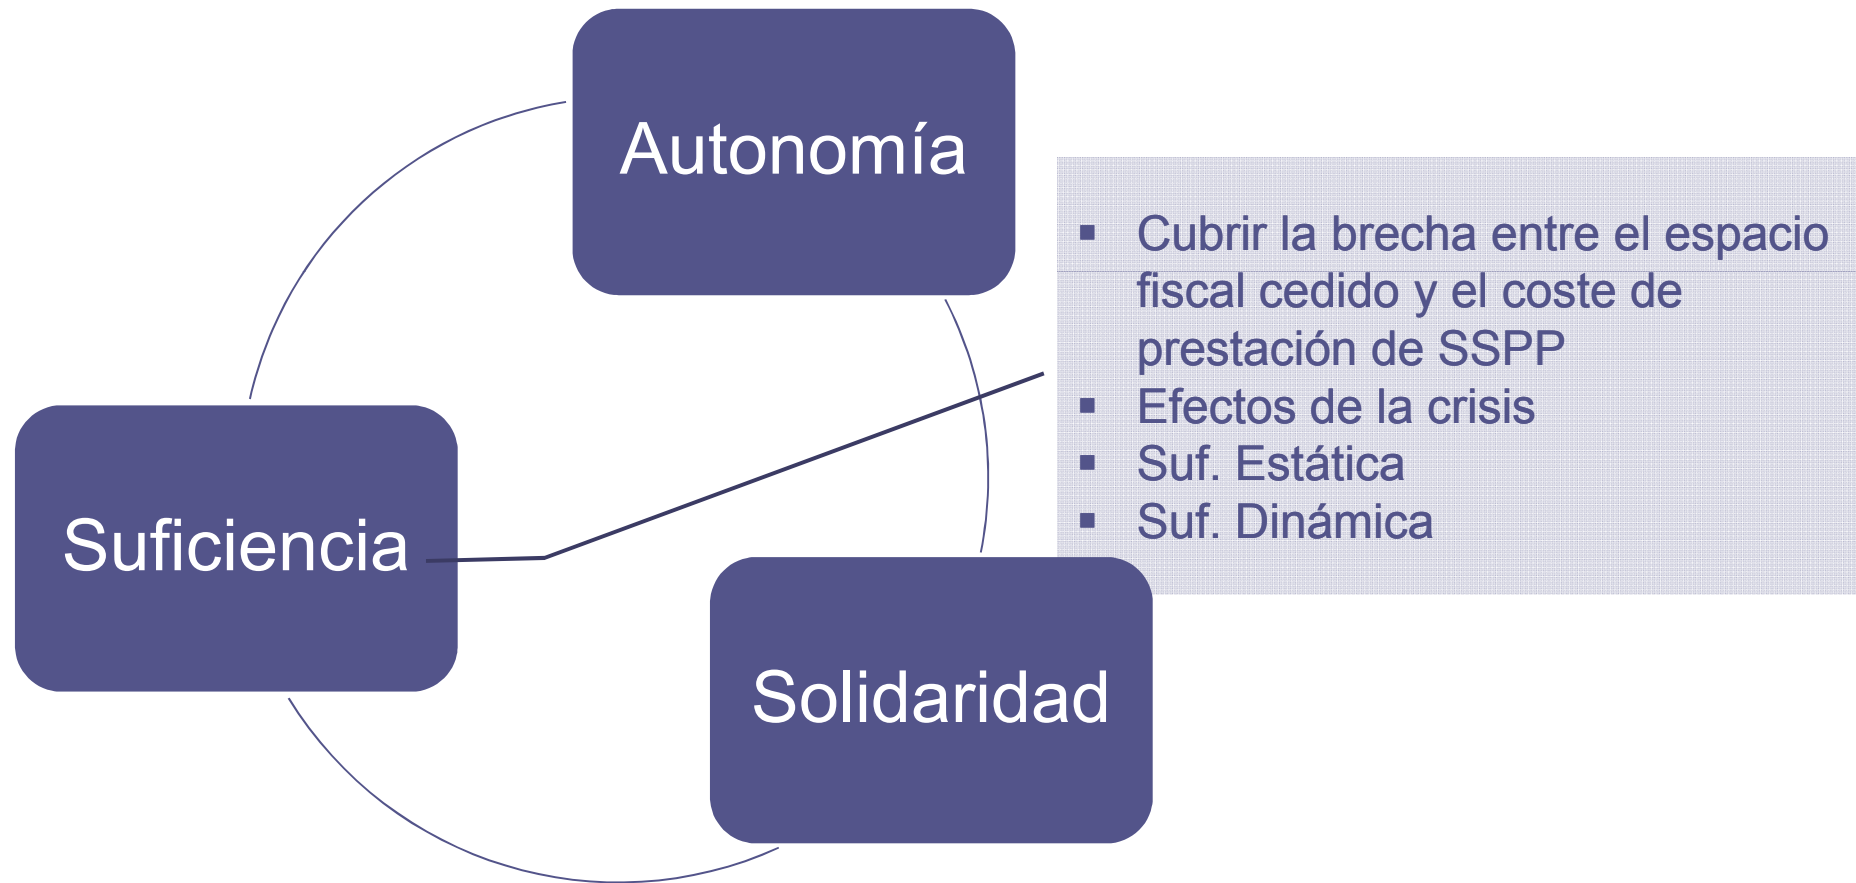 Autonomía
▪ Cubrir la brecha entre el espacio
fiscal cedido y el coste de
prestación de SSPP
▪ Efectos de la crisis
▪ Suf. Estática
▪ Suf. Dinámica
Suficiencia
Solidaridad